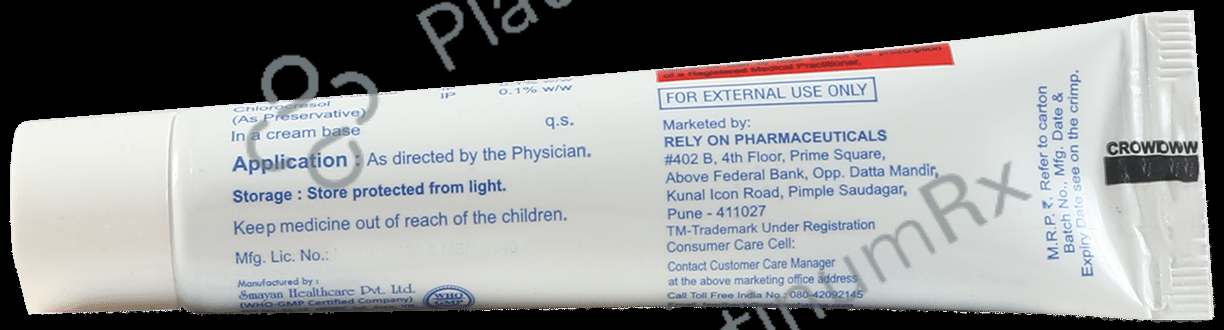 IP 0.1% w/w
Chlorocresol
(As Preservative)
In a cream base q.s.
Application : As directed by the Physician.
Storage : Store protected from light.
Keep medicine out of reach of the children.
Mfg. Lic. No.:
Manufactured by :
Smayan Healthcare Pvt. Ltd.
(WHO-GMP Certified Company)
WHO
GMP
of a Registered Medical Practitioner.
FOR EXTERNAL USE ONLY
Marketed by:
RELY ON PHARMACEUTICALS
#402 B, 4th Floor, Prime Square,
Above Federal Bank, Opp. Datta Mandir,
Kunal Icon Road, Pimple Saudagar,
Pune - 411027
TM-Trademark Under Registration
Consumer Care Cell:
Contact Customer Care Manager
at the above marketing office address
Call Toll Free India No.: 080-42092145
M.R.P. ₹. Refer to carton
Batch No., Mfg. Date &
Expiry Date see on the crimp.
CROWDWW
PlatinumRx